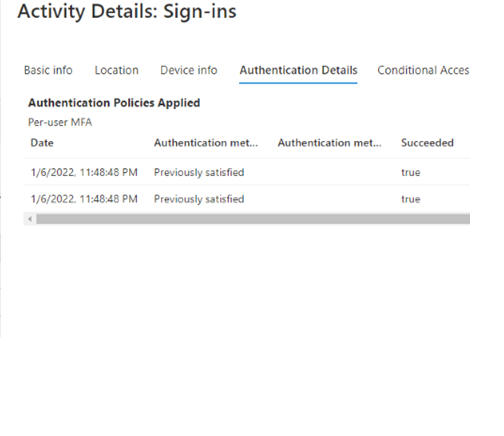 Activity Details: Sign-ins
Basic info Location Device info Authentication Details Conditional Acces
Authentication Policies Applied
Per-user MFA
Date Authentication met... Authentication met... Succeeded
1/6/2022, 11:48:48 PM Previously satisfied true
1/6/2022, 11:48:48 PM Previously satisfied true